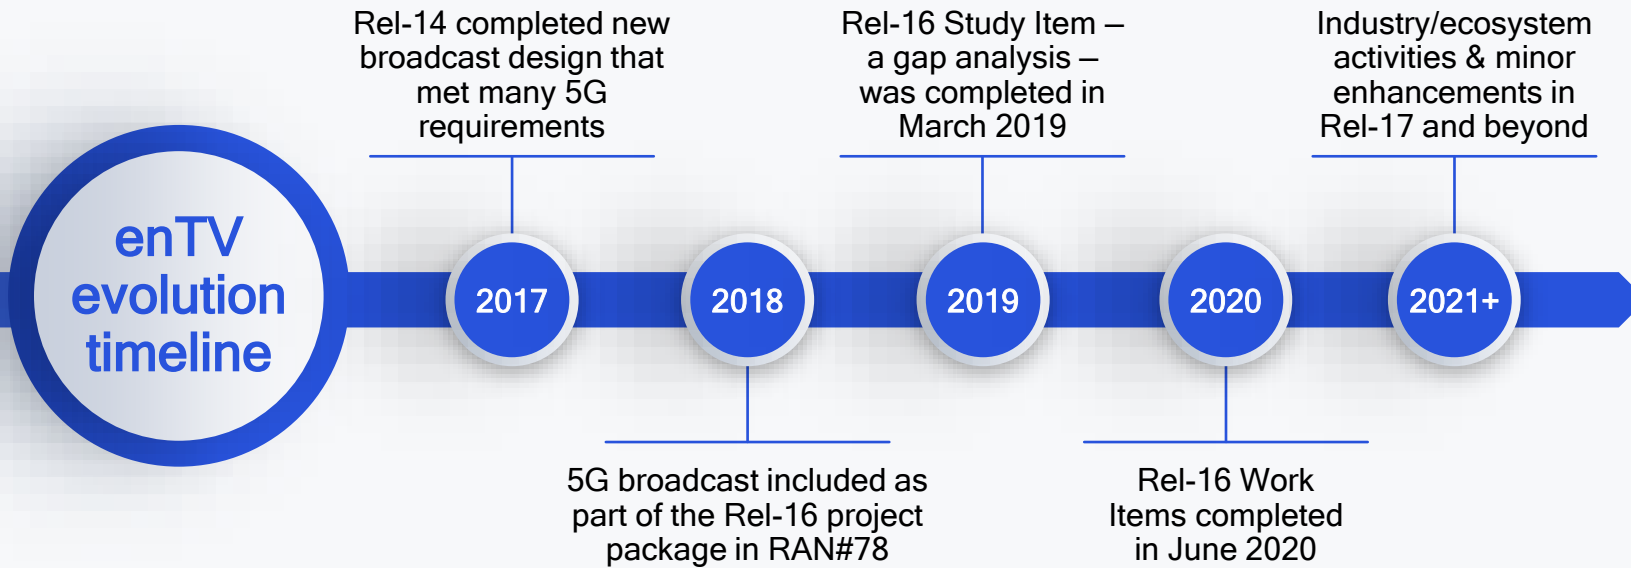 enTV
evolution
timeline
Rel-14 completed new
broadcast design that
met many 5G
requirements
2017
2018
5G broadcast included as
part of the Rel-16 project
package in RAN#78
Rel-16 Study Item –
a gap analysis –
was completed in
March 2019
2019
2020
Rel-16 Work
Items completed
in June 2020
Industry/ecosystem
activities & minor
enhancements in
Rel-17 and beyond
2021+